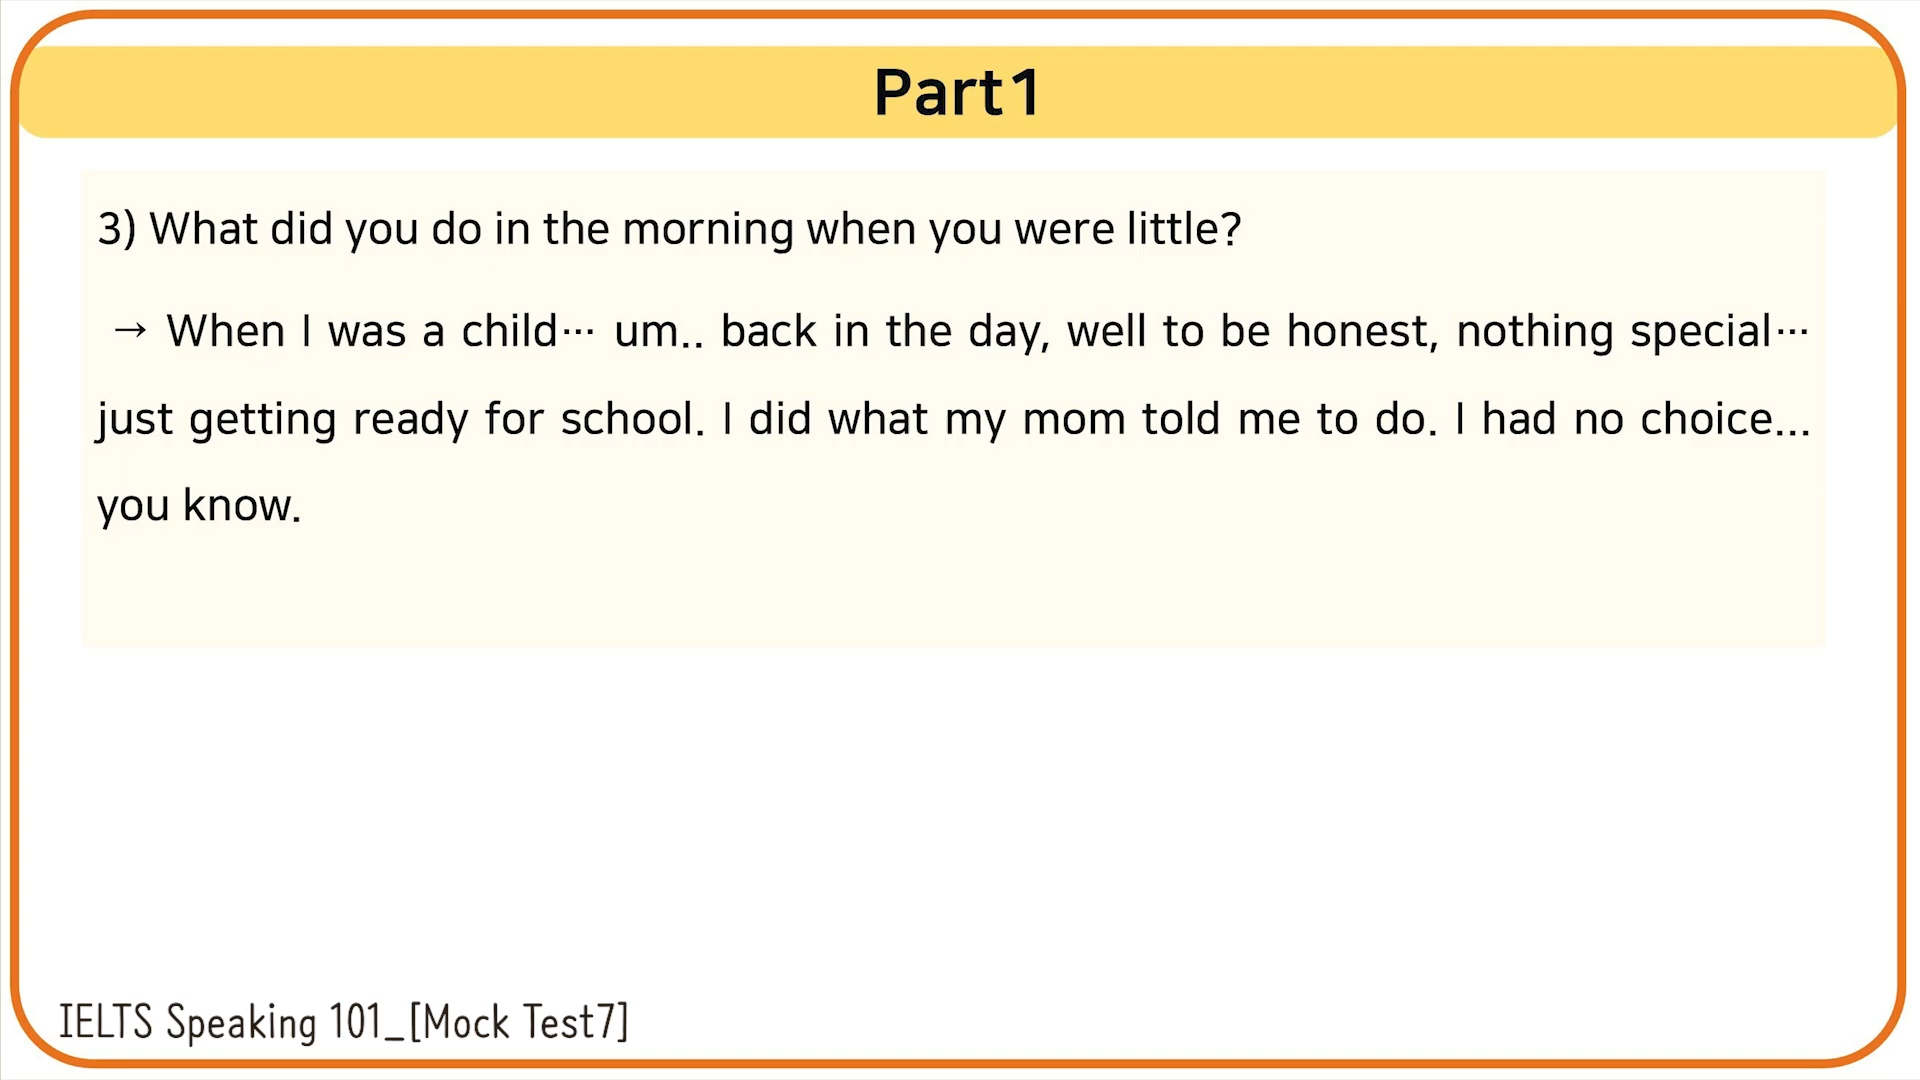 Part1
3) What did you do in the morning when you were little?
→ When I was a child… um.. back in the day, well to be honest, nothing special…
just getting ready for school. I did what my mom told me to do. I had no choice...
you know.
IELTS Speaking 101_[Mock Test7]